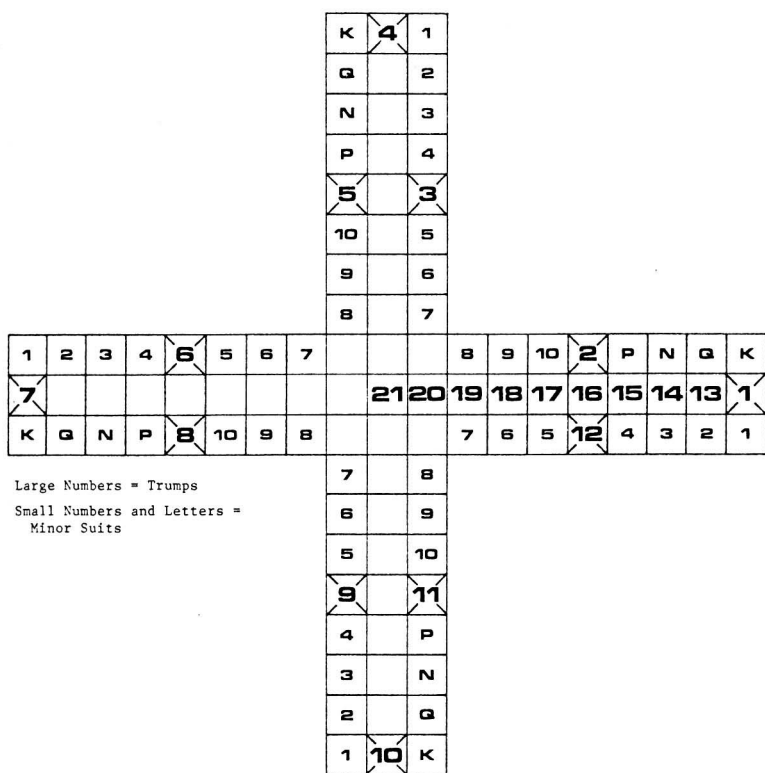 K 4 1
Q 2
N 3
P 4
5 3
10 5
9 6
8 7
1 2 3 4 6 5 6 7 8 9 10 2 P N Q K
7 21 20 19 18 17 16 15 14 13 1
K Q N P 8 10 9 8 7 6 5 12 4 3 2 1
7 8
6 9
5 10
9 11
4 P
3 N
2 Q
1 10 K
Large Numbers = Trumps
Small Numbers and Letters =
Minor Suits